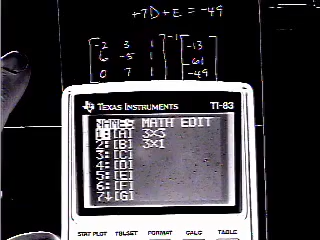 +7D+E = -49
[-2 3 1]⁻¹ [-13]
[6 -5 1] [-61]
[0 7 1] [-49]
TEXAS INSTRUMENTS TI-83
NAMES MATH EDIT
1:[A] 3×3
2:[B] 3×1
3:[C]
4:[D]
5:[E]
6:[F]
7↓[G]
STAT PLOT TBLSET FORMAT CALC TABLE